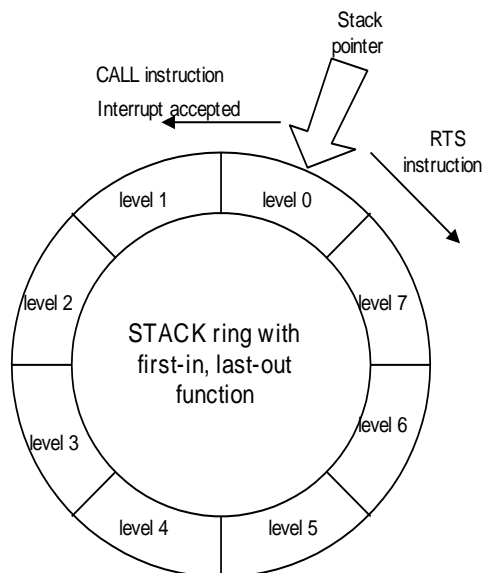 Stack
pointer
CALL instruction
Interrupt accepted
RTS
instruction
level 1
level 0
level 2
level 7
STACK ring with
first-in, last-out
function
level 3
level 6
level 4
level 5